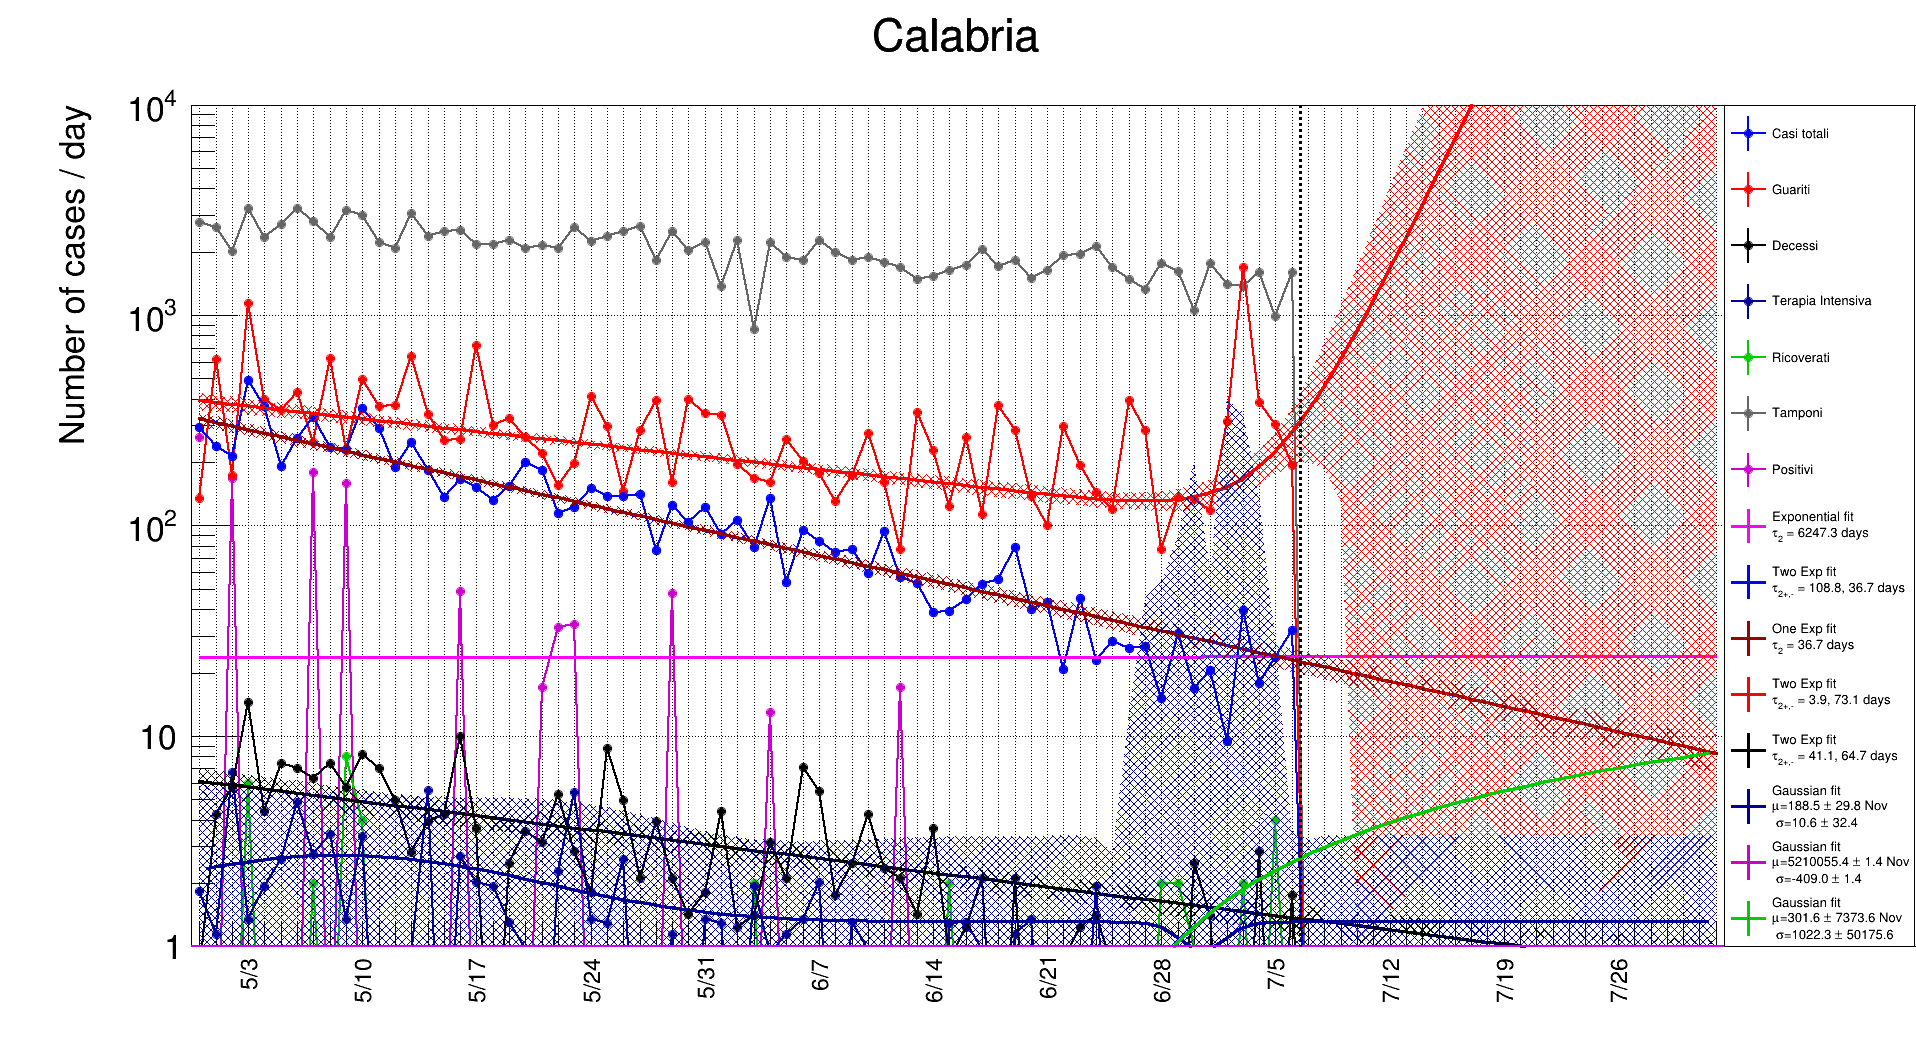 Calabria
Number of cases / day
10^4
10^3
10^2
10
1
5/3
5/10
5/17
5/24
5/31
6/7
6/14
6/21
6/28
7/5
7/12
7/19
7/26
Casi totali
Guariti
Decessi
Terapia Intensiva
Ricoverati
Tamponi
Positivi
Exponential fit
τ_2 = 6247.3 days
Two Exp fit
τ_2+,- = 108.8, 36.7 days
One Exp fit
τ_2 = 36.7 days
Two Exp fit
τ_2+,- = 3.9, 73.1 days
Two Exp fit
τ_2+,- = 41.1, 64.7 days
Gaussian fit
μ=188.5 ± 29.8 Nov
σ=10.6 ± 32.4
Gaussian fit
μ=5210055.4 ± 1.4 Nov
σ=-409.0 ± 1.4
Gaussian fit
μ=301.6 ± 7373.6 Nov
σ=1022.3 ± 50175.6